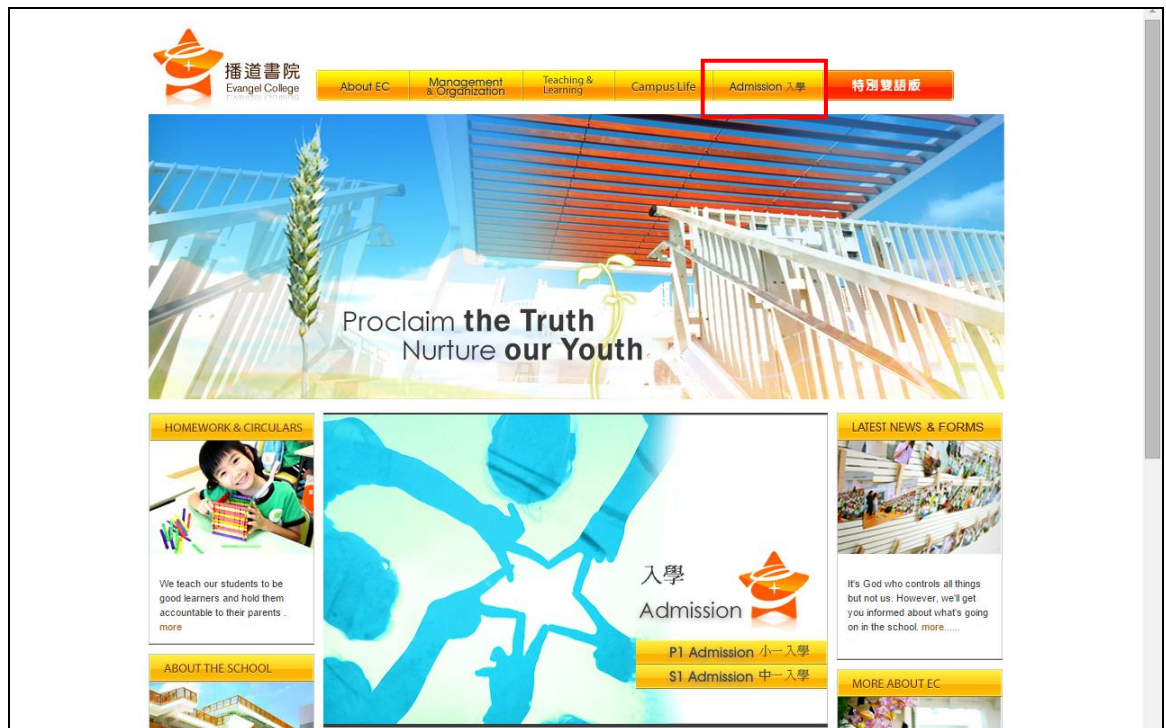 播道書院
Evangel College
About EC
Management
& Organization
Teaching &
Learning
Campus Life
Admission 入學
特別雙語版
Proclaim the Truth
Nurture our Youth
HOMEWORK & CIRCULARS
We teach our students to be
good learners and hold them
accountable to their parents .
more
ABOUT THE SCHOOL
入學
Admission
P1 Admission 小一入學
S1 Admission 中一入學
LATEST NEWS & FORMS
It's God who controls all things
but not us. However, we'll get
you informed about what's going
on in the school. more......
MORE ABOUT EC